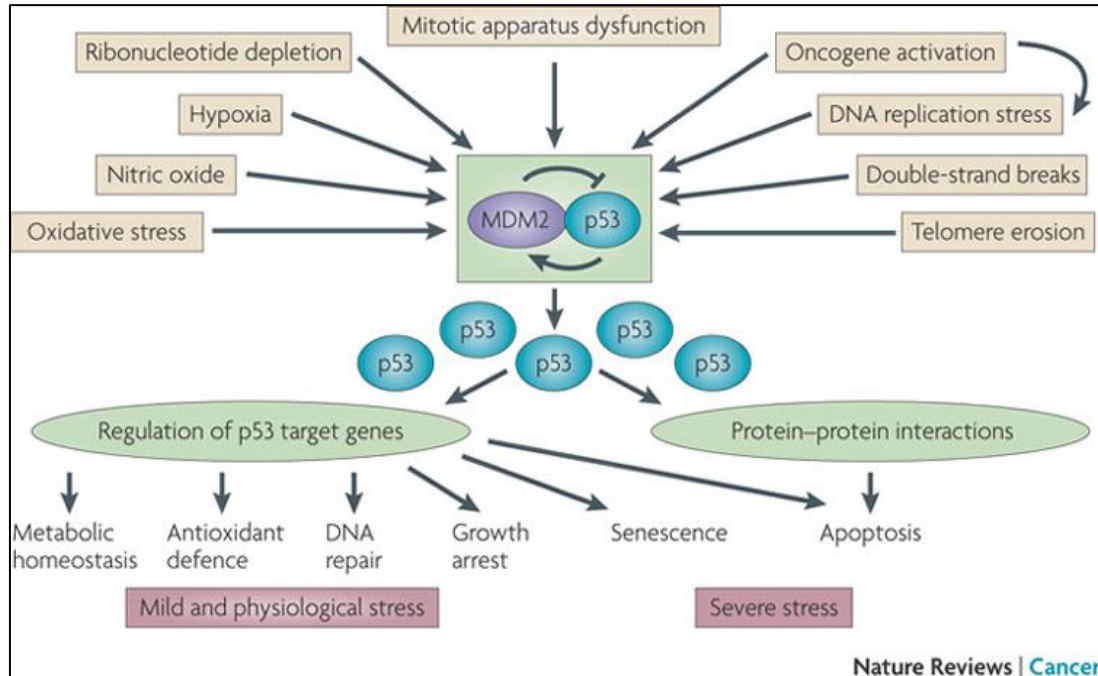 Mitotic apparatus dysfunction
Ribonucleotide depletion
Oncogene activation
Hypoxia
DNA replication stress
Nitric oxide
Double-strand breaks
Oxidative stress
MDM2
p53
Telomere erosion
p53
p53
p53
p53
p53
Regulation of p53 target genes
Protein–protein interactions
Metabolic
homeostasis
Antioxidant
defence
DNA
repair
Growth
arrest
Senescence
Apoptosis
Mild and physiological stress
Severe stress
Nature Reviews | Cancer